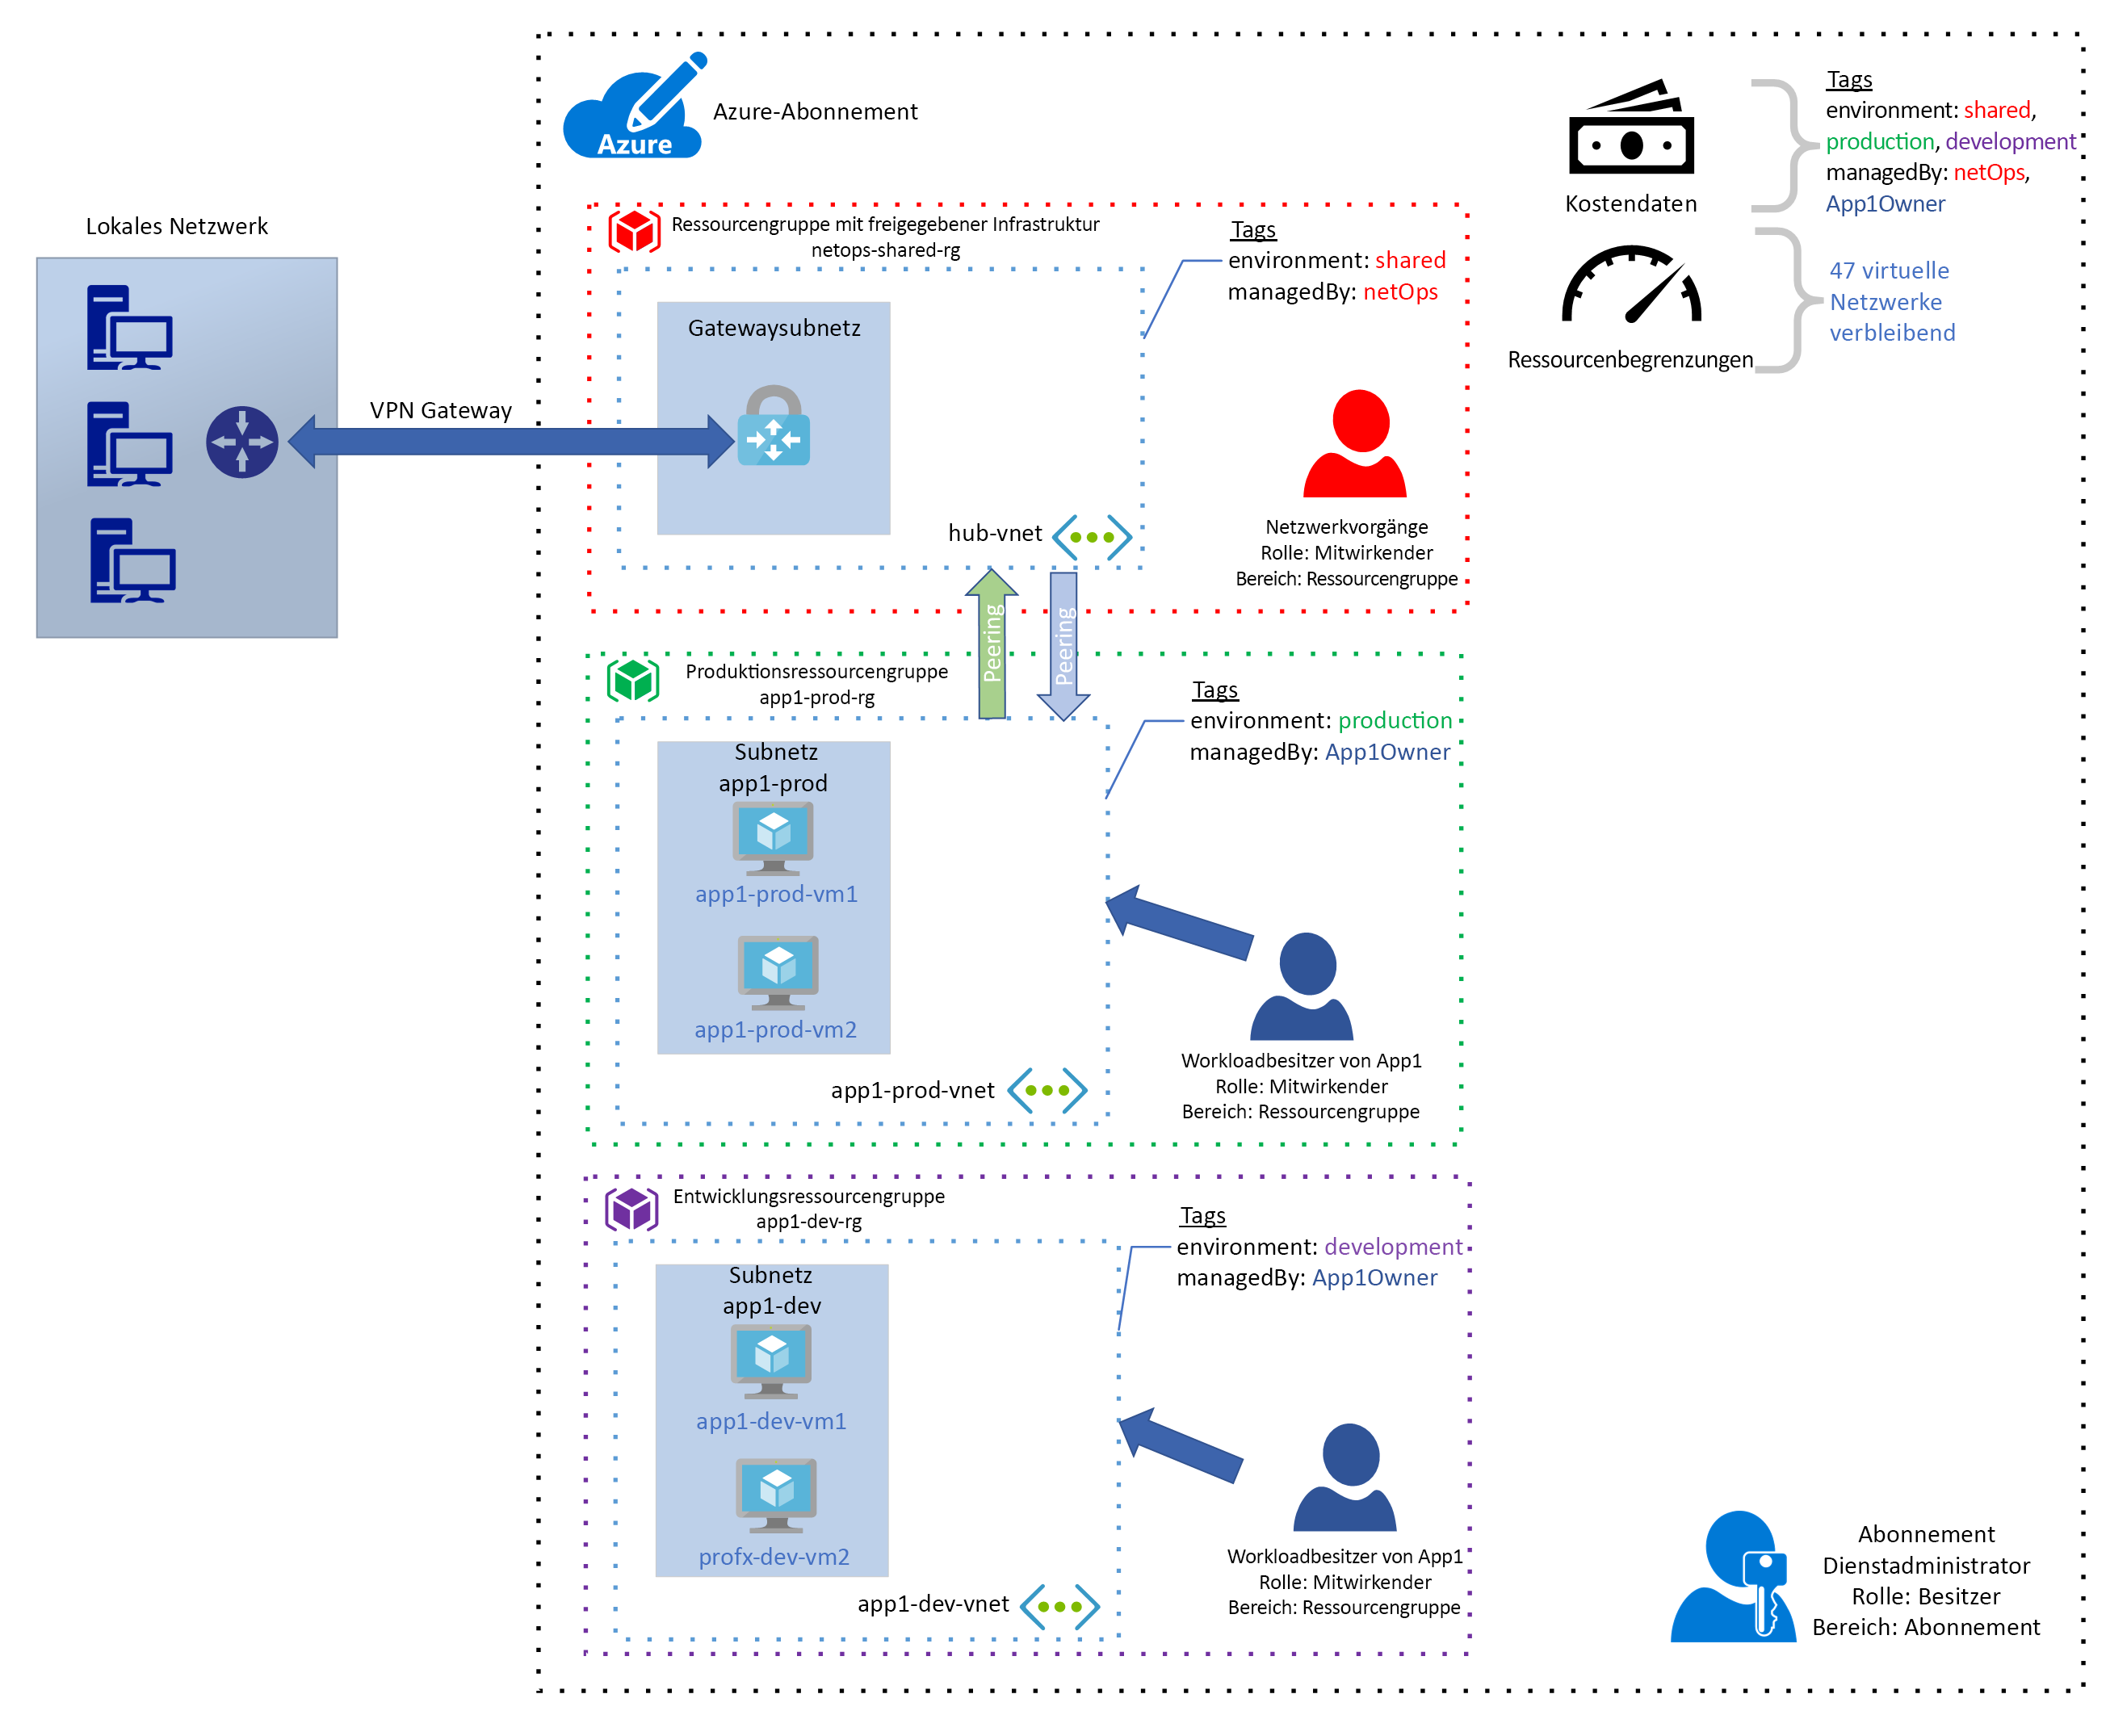 Lokales Netzwerk
VPN Gateway
Azure
Azure-Abonnement
Kostendaten
Tags
environment: shared,
production, development
managedBy: netOps,
App1Owner
Ressourcenbegrenzungen
47 virtuelle
Netzwerke
verbleibend
Ressourcengruppe mit freigegebener Infrastruktur
netops-shared-rg
Tags
environment: shared
managedBy: netOps
Gatewaysubnetz
hub-vnet
Netzwerkvorgänge
Rolle: Mitwirkender
Bereich: Ressourcengruppe
Peering
Peering
Produktionsressourcengruppe
app1-prod-rg
Tags
environment: production
managedBy: App1Owner
Subnetz
app1-prod
app1-prod-vm1
app1-prod-vm2
app1-prod-vnet
Workloadbesitzer von App1
Rolle: Mitwirkender
Bereich: Ressourcengruppe
Entwicklungsressourcengruppe
app1-dev-rg
Tags
environment: development
managedBy: App1Owner
Subnetz
app1-dev
app1-dev-vm1
profx-dev-vm2
app1-dev-vnet
Workloadbesitzer von App1
Rolle: Mitwirkender
Bereich: Ressourcengruppe
Abonnement
Dienstadministrator
Rolle: Besitzer
Bereich: Abonnement